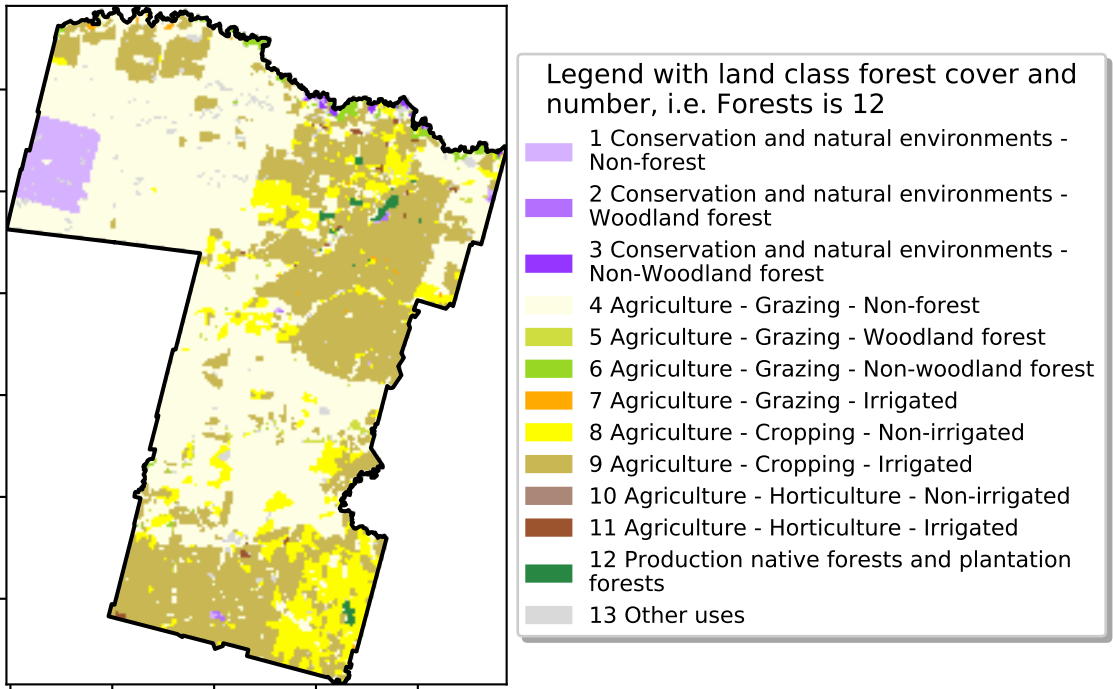 Legend with land class forest cover and
number, i.e. Forests is 12
1 Conservation and natural environments -
Non-forest
2 Conservation and natural environments -
Woodland forest
3 Conservation and natural environments -
Non-Woodland forest
4 Agriculture - Grazing - Non-forest
5 Agriculture - Grazing - Woodland forest
6 Agriculture - Grazing - Non-woodland forest
7 Agriculture - Grazing - Irrigated
8 Agriculture - Cropping - Non-irrigated
9 Agriculture - Cropping - Irrigated
10 Agriculture - Horticulture - Non-irrigated
11 Agriculture - Horticulture - Irrigated
12 Production native forests and plantation
forests
13 Other uses